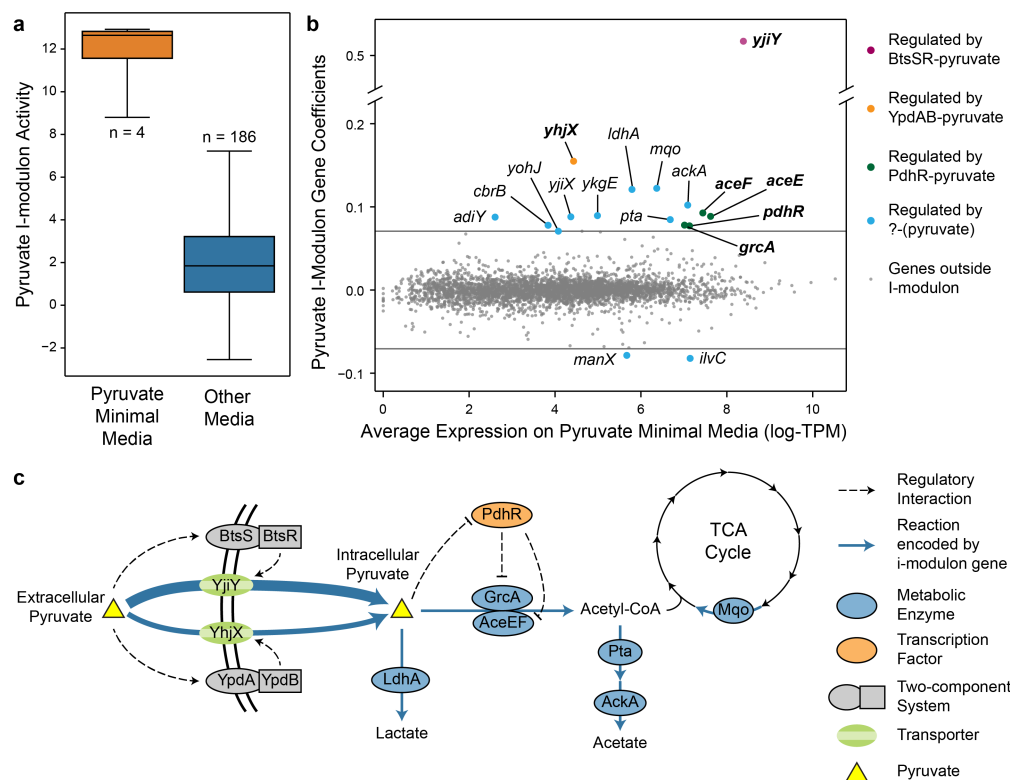 a
Pyruvate I-modulon Activity
12
10
8
6
4
2
0
−2
n = 4
n = 186
Pyruvate
Minimal
Media
Other
Media
b
Pyruvate I-Modulon Gene Coefficients
0.5
0.2
0.1
0.0
−0.1
yjiY
yhjX
ldhA
mqo
yohJ
ackA
cbrB
yjiX
ykgE
aceF
aceE
adiY
pta
pdhR
grcA
manX
ilvC
0
2
4
6
8
10
Average Expression on Pyruvate Minimal Media (log-TPM)
Regulated by
BtsSR-pyruvate
Regulated by
YpdAB-pyruvate
Regulated by
PdhR-pyruvate
Regulated by
?-(pyruvate)
Genes outside
I-modulon
c
Extracellular
Pyruvate
BtsS
BtsR
YjiY
YhjX
YpdA
YpdB
Intracellular
Pyruvate
PdhR
GrcA
AceEF
LdhA
Lactate
Acetyl-CoA
Pta
AckA
Acetate
TCA
Cycle
Mqo
Regulatory
Interaction
Reaction
encoded by
i-modulon gene
Metabolic
Enzyme
Transcription
Factor
Two-component
System
Transporter
Pyruvate